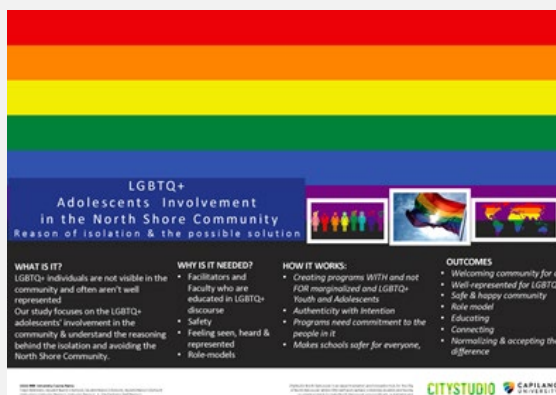 LGBTQ+
Adolescents Involvement
in the North Shore Community
Reason of isolation & the possible solution
WHAT IS IT?
LGBTQ+ individuals are not visible in the
community and often aren't well
represented
Our study focuses on the LGBTQ+
adolescents' involvement in the
community & understand the reasoning
behind the isolation and avoiding the
North Shore Community.
WHY IS IT NEEDED?
• Facilitators and
Faculty who are
educated in LGBTQ+
discourse
• Safety
• Feeling seen, heard &
represented
• Role-models
HOW IT WORKS:
• Creating programs WITH and not
FOR marginalized and LGBTQ+
Youth and Adolescents
• Authenticity with Intention
• Programs need commitment to the
people in it
• Makes schools safer for everyone,
OUTCOMES
• Welcoming community for
• Well-represented for LGBTQ
• Safe & happy community
• Role model
• Educating
• Connecting
• Normalizing & accepting the
difference
CITYSTUDIO
CAPILANO
UNIVERSITY